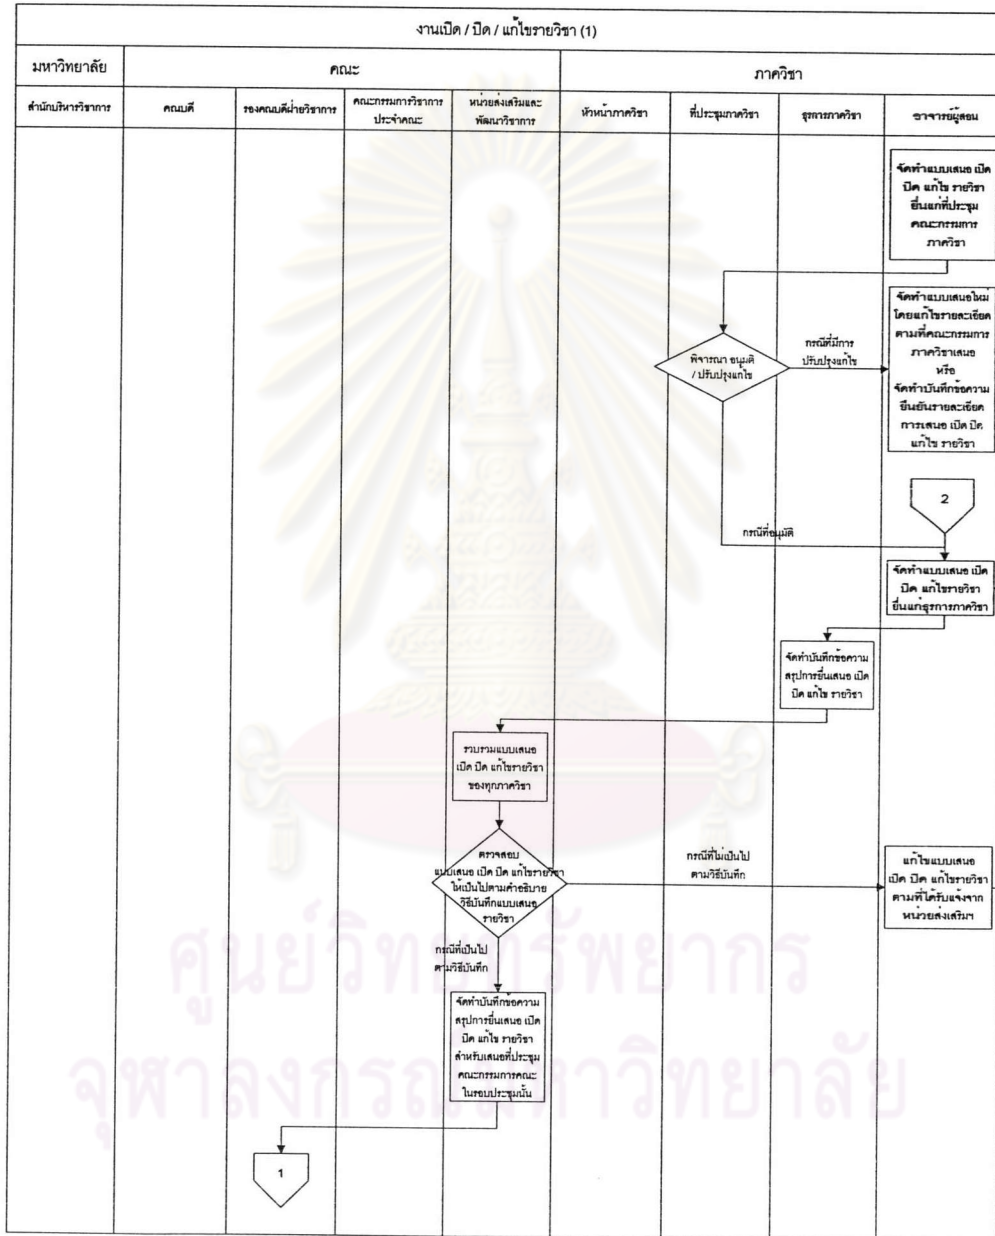 งานเปิด / ปิด / แก้ไขรายวิชา (1)
มหาวิทยาลัย
คณะ
ภาควิชา
สำนักบริหารวิชาการ
คณบดี
รองคณบดีฝ่ายวิชาการ
คณะกรรมการวิชาการ
ประจำคณะ
หน่วยส่งเสริมและ
พัฒนาวิชาการ
หัวหน้าภาควิชา
ที่ประชุมภาควิชา
ธุรการภาควิชา
อาจารย์ผู้สอน
จัดทำแบบเสนอ เปิด
ปิด แก้ไข รายวิชา
ยื่นแก่ที่ประชุม
คณะกรรมการ
ภาควิชา
พิจารณา อนุมัติ
/ ปรับปรุงแก้ไข
กรณีที่มีการ
ปรับปรุงแก้ไข
จัดทำแบบเสนอใหม่
โดยแก้ไขรายละเอียด
ตามที่คณะกรรมการ
ภาควิชาเสนอ
หรือ
จัดทำบันทึกข้อความ
ยืนยันรายละเอียด
การเสนอ เปิด ปิด
แก้ไข รายวิชา
2
กรณีที่อนุมัติ
จัดทำแบบเสนอ เปิด
ปิด แก้ไขรายวิชา
ยื่นแก่ธุรการภาควิชา
จัดทำบันทึกข้อความ
สรุปการยื่นเสนอ เปิด
ปิด แก้ไข รายวิชา
รวบรวมแบบเสนอ
เปิด ปิด แก้ไขรายวิชา
ของทุกภาควิชา
ตรวจสอบ
แบบเสนอ เปิด ปิด แก้ไขรายวิชา
ให้เป็นไปตามคำอธิบาย
วิธีบันทึกแบบเสนอ
รายวิชา
กรณีที่ไม่เป็นไป
ตามวิธีบันทึก
แก้ไขแบบเสนอ
เปิด ปิด แก้ไขรายวิชา
ตามที่ได้รับแจ้งจาก
หน่วยส่งเสริมฯ
กรณีที่เป็นไป
ตามวิธีบันทึก
จัดทำบันทึกข้อความ
สรุปการยื่นเสนอ เปิด
ปิด แก้ไข รายวิชา
สำหรับเสนอที่ประชุม
คณะกรรมการคณะ
ในรอบประชุมนั้น
1
ศูนย์วิทยทรัพยากร
จุฬาลงกรณ์มหาวิทยาลัย